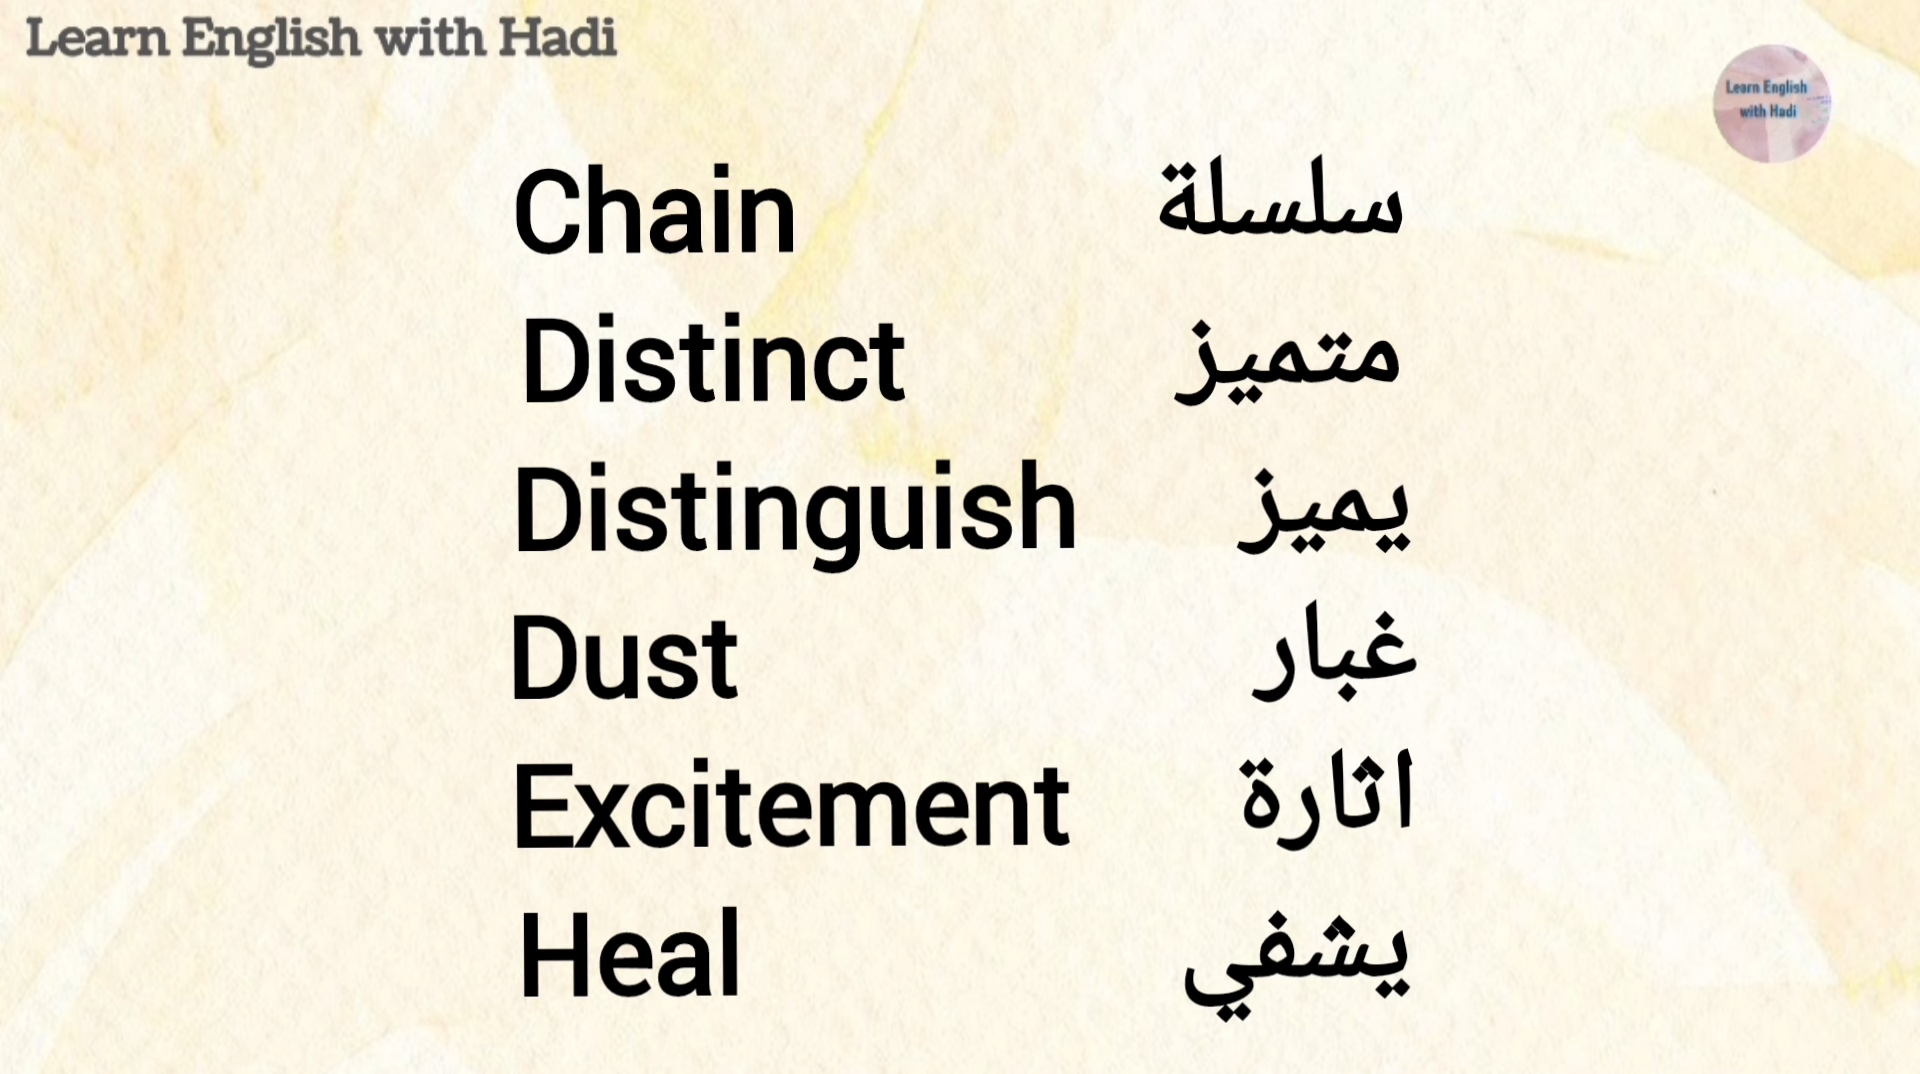 Learn English with Hadi
Learn English
with Hadi
Chain سلسلة
Distinct متميز
Distinguish يميز
Dust غبار
Excitement اثارة
Heal يشفي